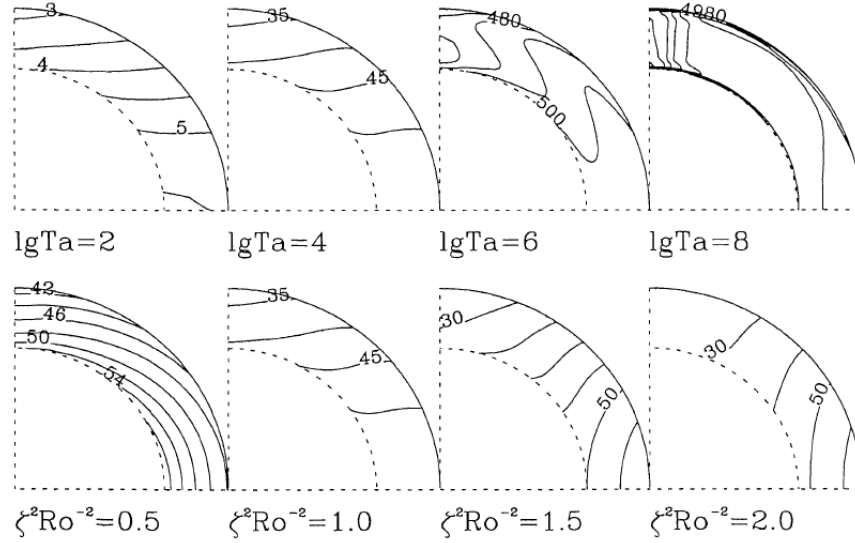 3 35 480 4980
4 45 500
5
lgTa=2 lgTa=4 lgTa=6 lgTa=8
42 35 30 30
46 45 50 50
50
54
ζ²Ro⁻²=0.5 ζ²Ro⁻²=1.0 ζ²Ro⁻²=1.5 ζ²Ro⁻²=2.0